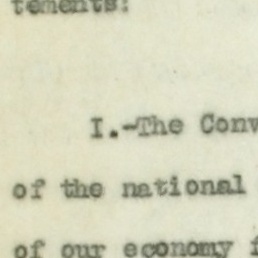 tements:
I.-The Conv
of the national
of our economy f